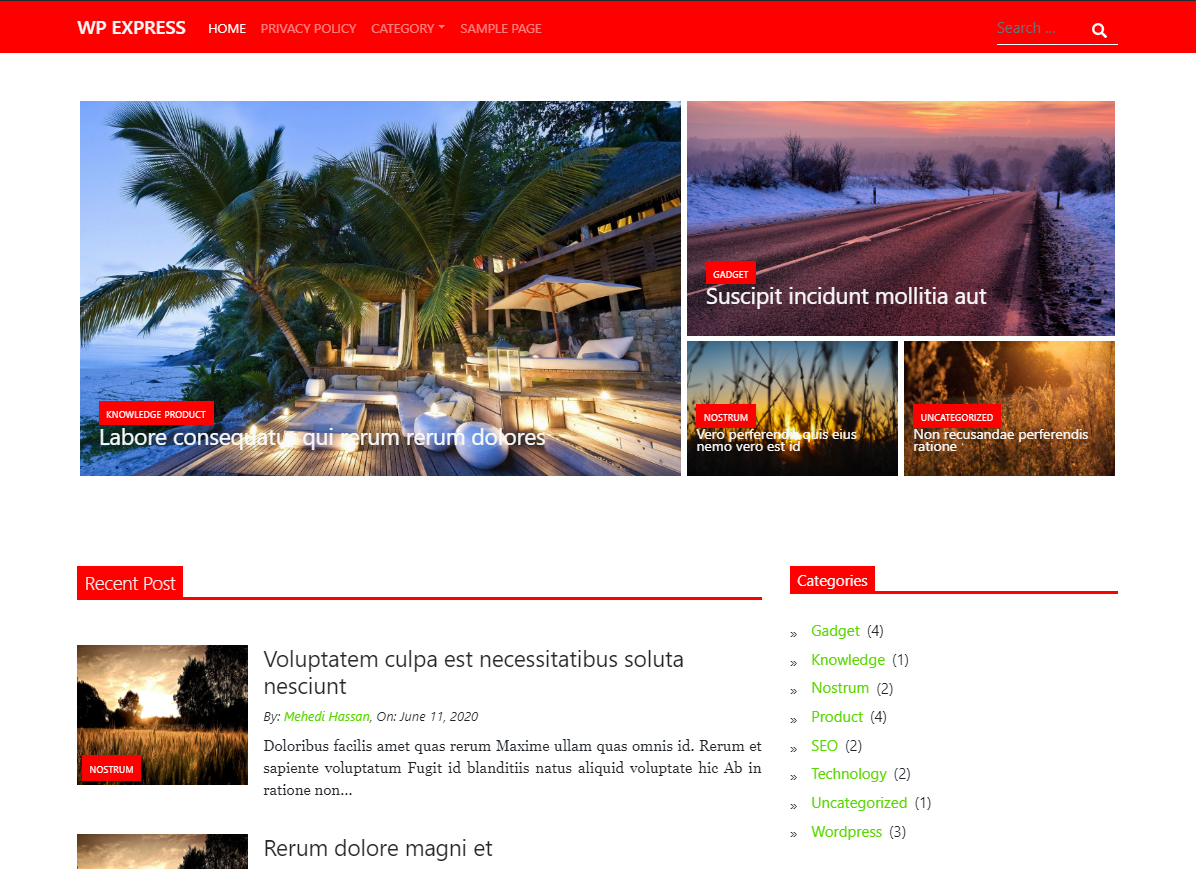 WP EXPRESS HOME PRIVACY POLICY CATEGORY SAMPLE PAGE Search ...
KNOWLEDGE PRODUCT
Labore consequatur qui rerum rerum dolores
GADGET
Suscipit incidunt mollitia aut
NOSTRUM
Vero perferendis quis eius
nemo vero est id
UNCATEGORIZED
Non recusandae perferendis
ratione
Recent Post
NOSTRUM
Voluptatem culpa est necessitatibus soluta
nesciunt
By: Mehedi Hassan, On: June 11, 2020
Doloribus facilis amet quas rerum Maxime ullam quas omnis id. Rerum et
sapiente voluptatum Fugit id blanditiis natus aliquid voluptate hic Ab in
ratione non...
Rerum dolore magni et
Categories
» Gadget (4)
» Knowledge (1)
» Nostrum (2)
» Product (4)
» SEO (2)
» Technology (2)
» Uncategorized (1)
» Wordpress (3)